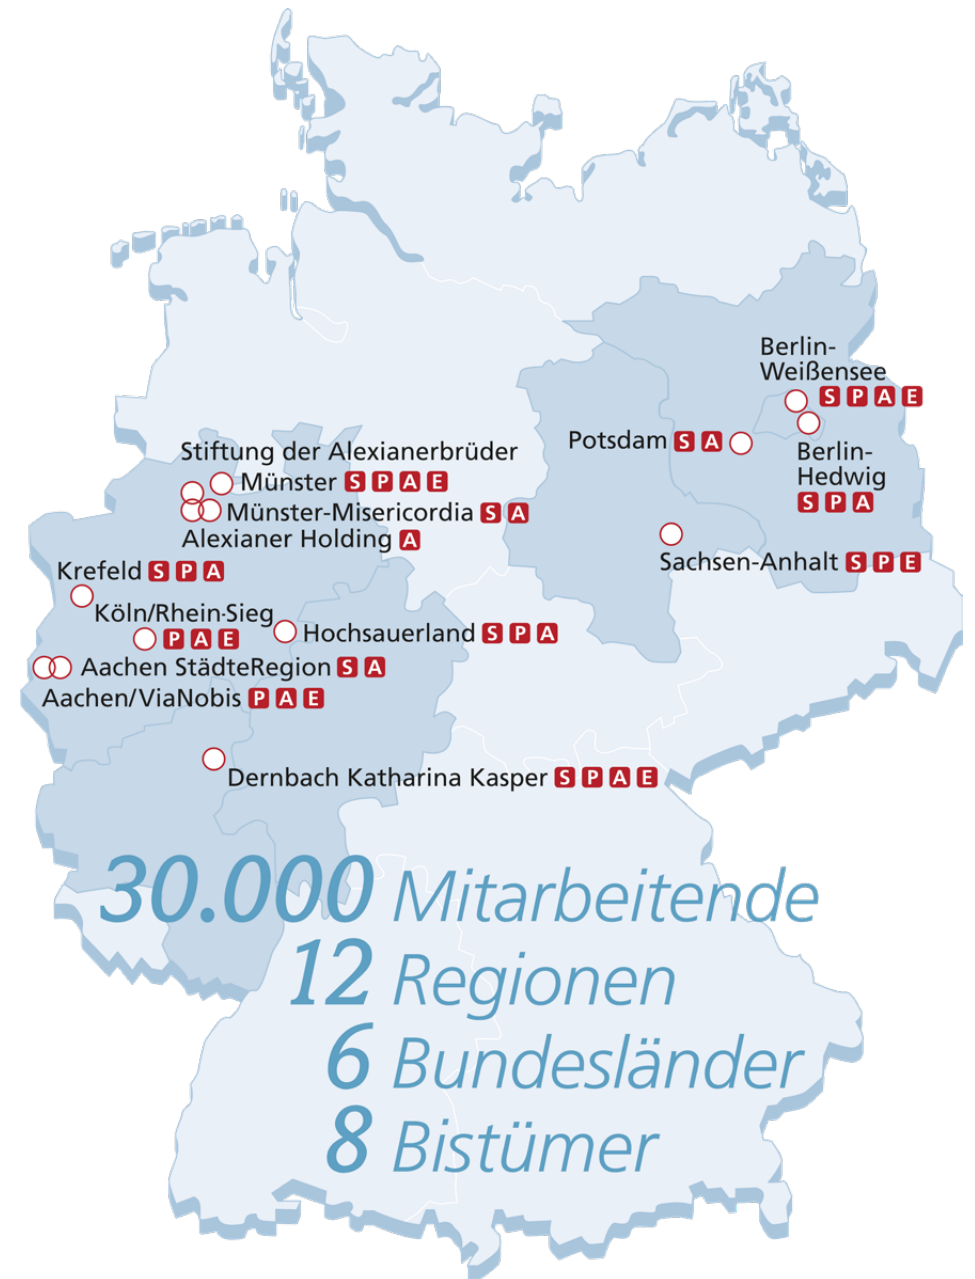 Berlin-
Weißensee
S P A E
Potsdam S A
Berlin-
Hedwig
S P A
Stiftung der Alexianerbrüder
Münster S P A E
Münster-Misericordia S A
Alexianer Holding A
Sachsen-Anhalt S P E
Krefeld S P A
Köln/Rhein-Sieg
P A E
Hochsauerland S P A
Aachen StädteRegion S A
Aachen/ViaNobis P A E
Dernbach Katharina Kasper S P A E
30.000 Mitarbeitende
12 Regionen
6 Bundesländer
8 Bistümer